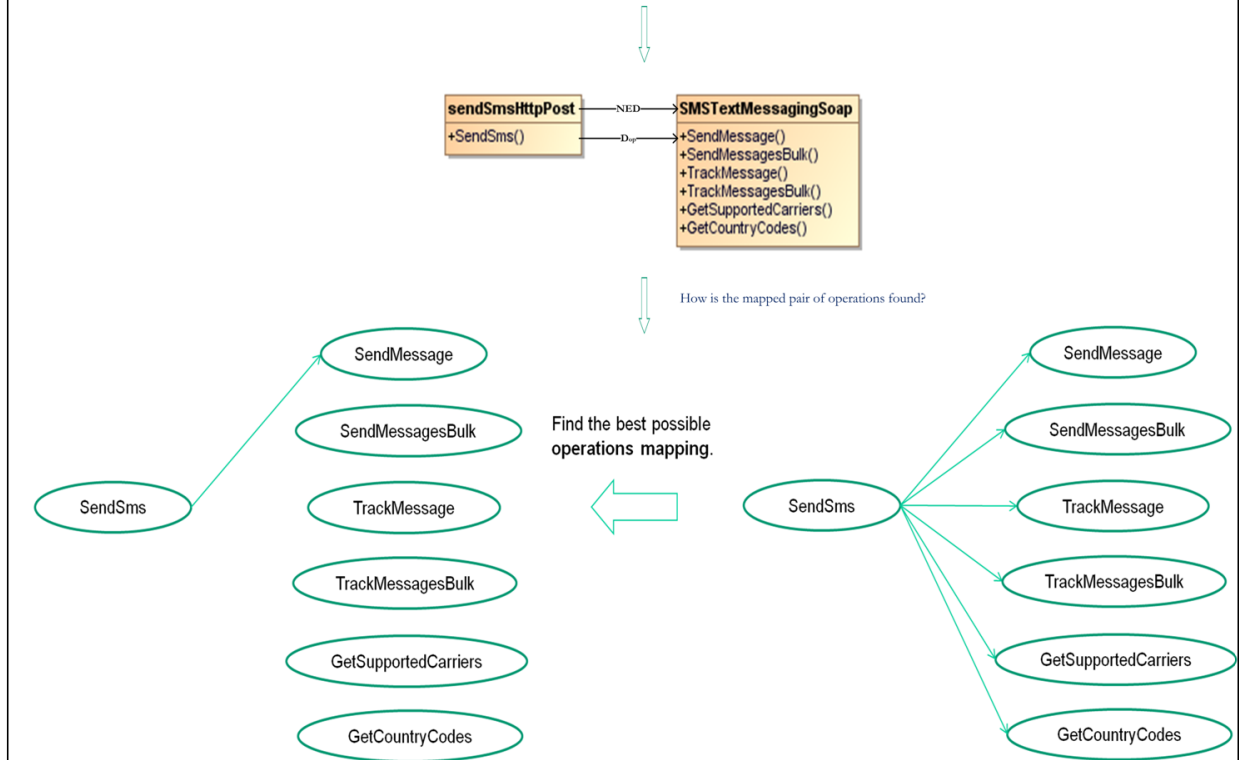 sendSmsHttpPost
NED
SMSTextMessagingSoap
+SendSms()
Dop
+SendMessage()
+SendMessagesBulk()
+TrackMessage()
+TrackMessagesBulk()
+GetSupportedCarriers()
+GetCountryCodes()
How is the mapped pair of operations found?
SendMessage
SendMessagesBulk
SendSms
TrackMessage
TrackMessagesBulk
GetSupportedCarriers
GetCountryCodes
Find the best possible
operations mapping.
SendMessage
SendMessagesBulk
SendSms
TrackMessage
TrackMessagesBulk
GetSupportedCarriers
GetCountryCodes